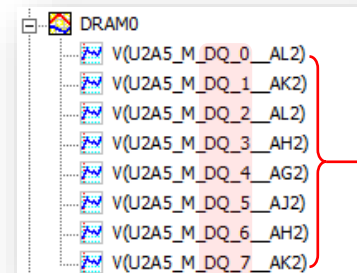 DRAM0
V(U2A5_M_DQ_0__AL2)
V(U2A5_M_DQ_1__AK2)
V(U2A5_M_DQ_2__AL2)
V(U2A5_M_DQ_3__AH2)
V(U2A5_M_DQ_4__AG2)
V(U2A5_M_DQ_5__AJ2)
V(U2A5_M_DQ_6__AH2)
V(U2A5_M_DQ_7__AK2)